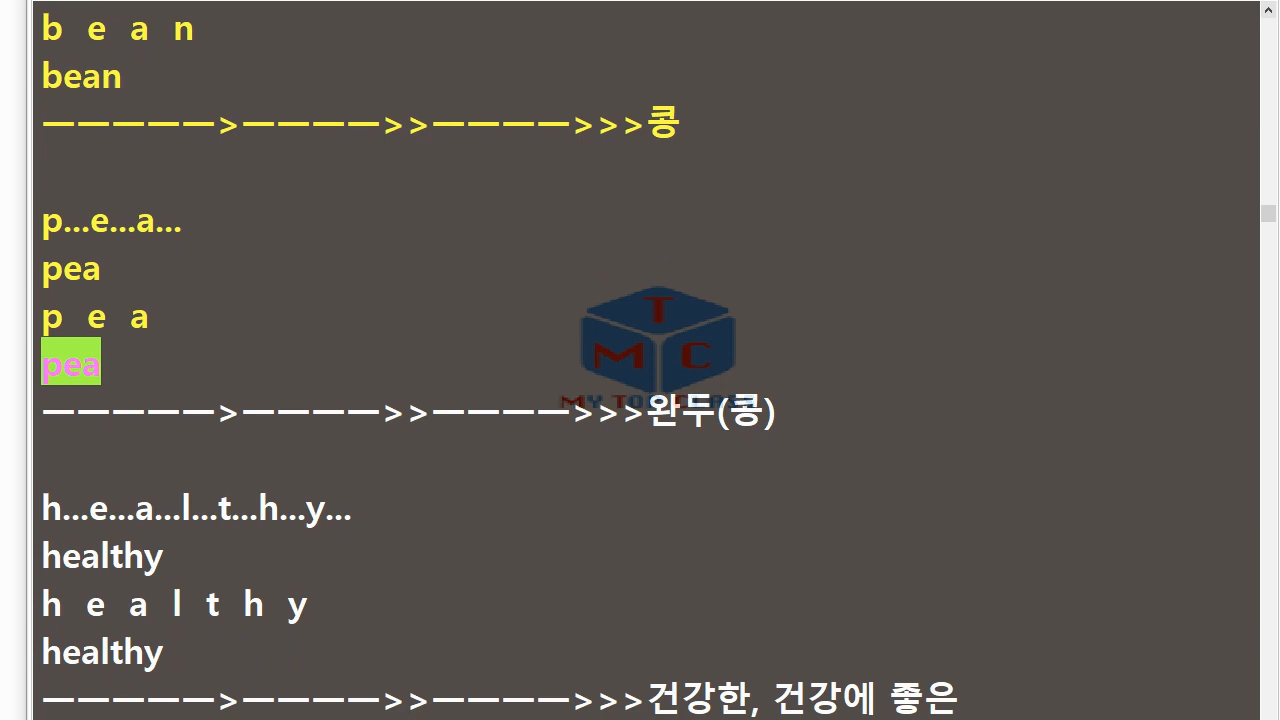 b e a n
bean
─────>────>>────>>>콩
p...e...a...
pea
p e a
pea
─────>────>>────>>>완두(콩)
h...e...a...l...t...h...y...
healthy
h e a l t h y
healthy
─────>────>>────>>>건강한, 건강에 좋은
T
M C